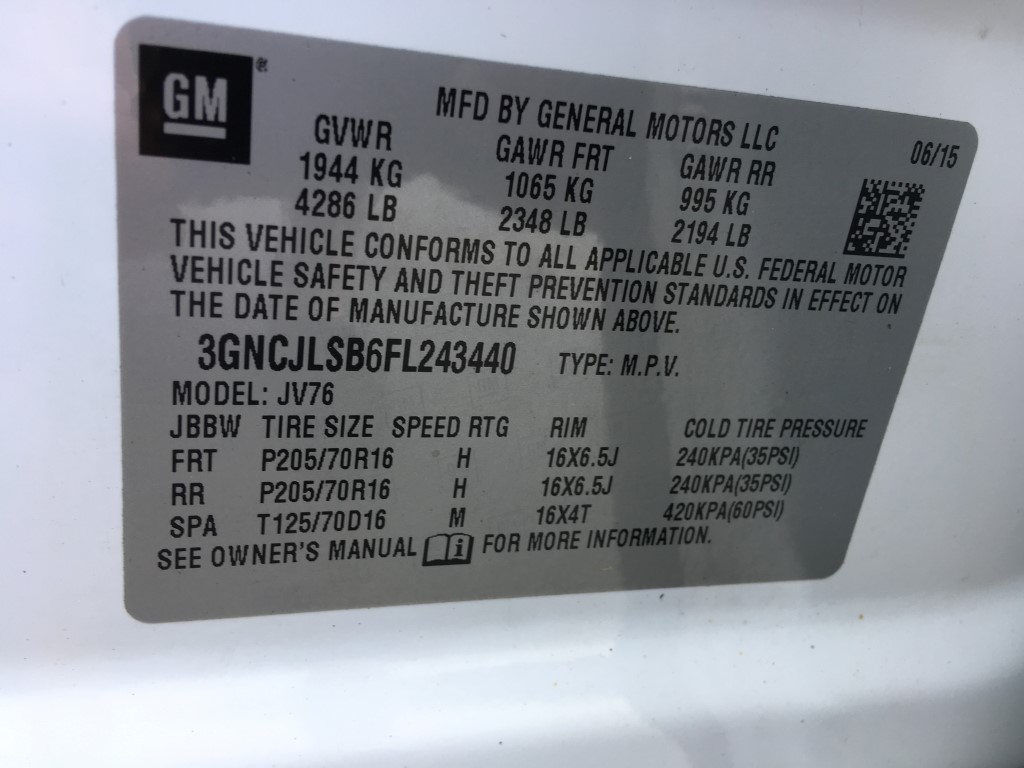 GM®
MFD BY GENERAL MOTORS LLC
06/15
GVWR GAWR FRT GAWR RR
1944 KG 1065 KG 995 KG
4286 LB 2348 LB 2194 LB
THIS VEHICLE CONFORMS TO ALL APPLICABLE U.S. FEDERAL MOTOR
VEHICLE SAFETY AND THEFT PREVENTION STANDARDS IN EFFECT ON
THE DATE OF MANUFACTURE SHOWN ABOVE.
3GNCJLSB6FL243440 TYPE: M.P.V.
MODEL: JV76
JBBW TIRE SIZE SPEED RTG RIM COLD TIRE PRESSURE
FRT P205/70R16 H 16X6.5J 240KPA(35PSI)
RR P205/70R16 H 16X6.5J 240KPA(35PSI)
SPA T125/70D16 M 16X4T 420KPA(60PSI)
SEE OWNER'S MANUAL i FOR MORE INFORMATION.